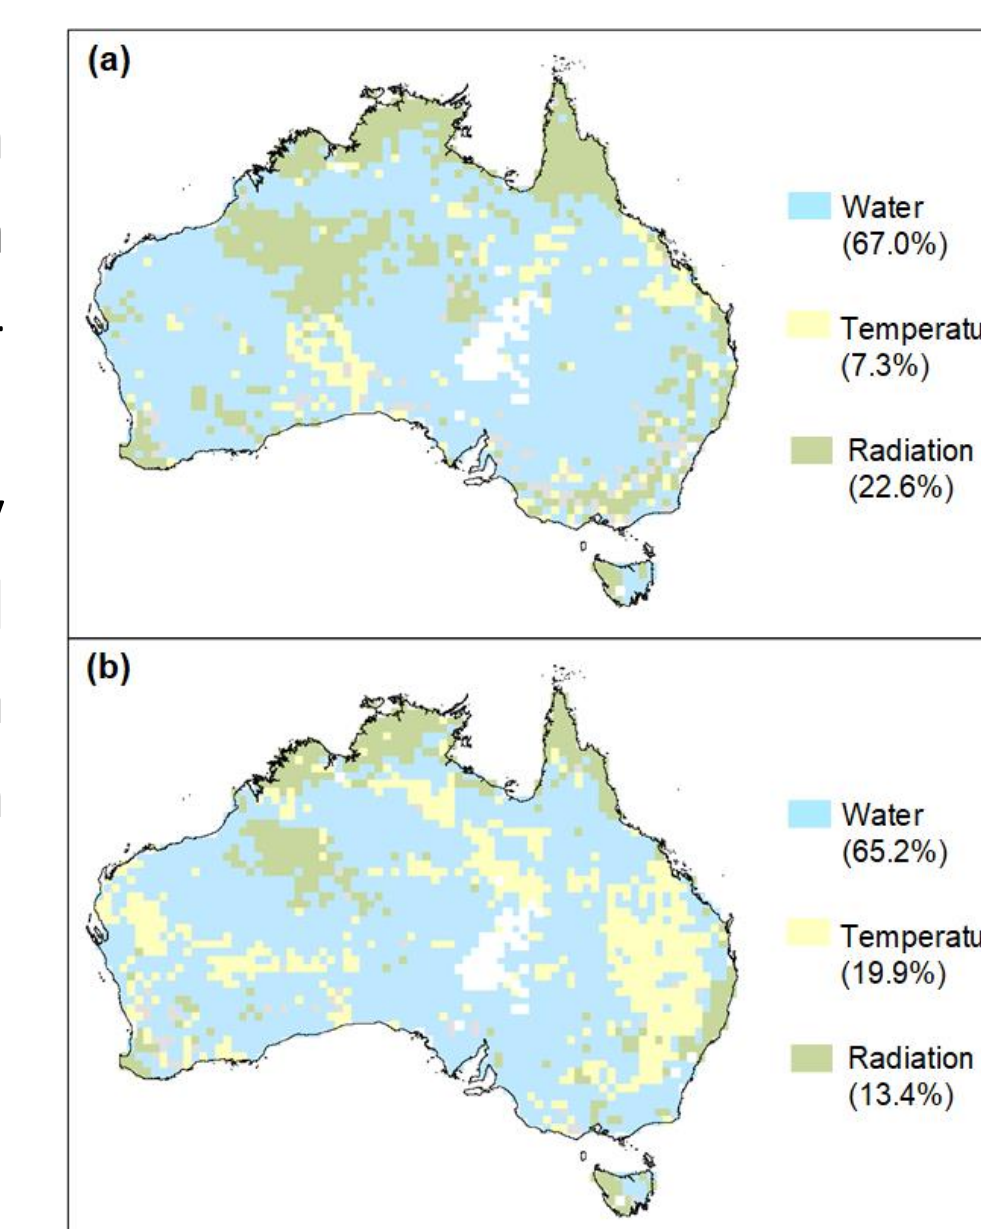 (a)
Water
(67.0%)
Temperatu
(7.3%)
Radiation
(22.6%)
(b)
Water
(65.2%)
Temperatu
(19.9%)
Radiation
(13.4%)